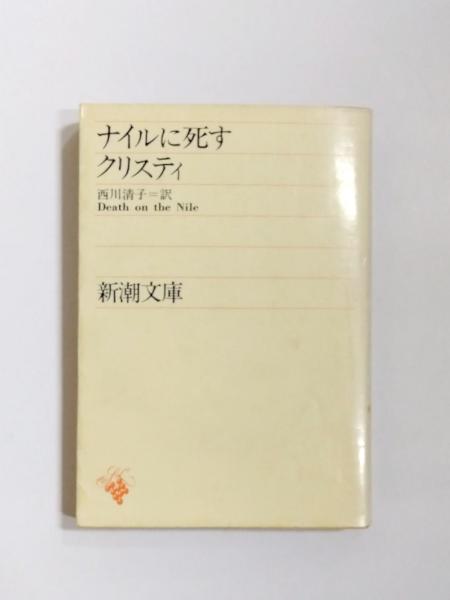 ナイルに死す
クリスティ
西川清子=訳
Death on the Nile
新潮文庫